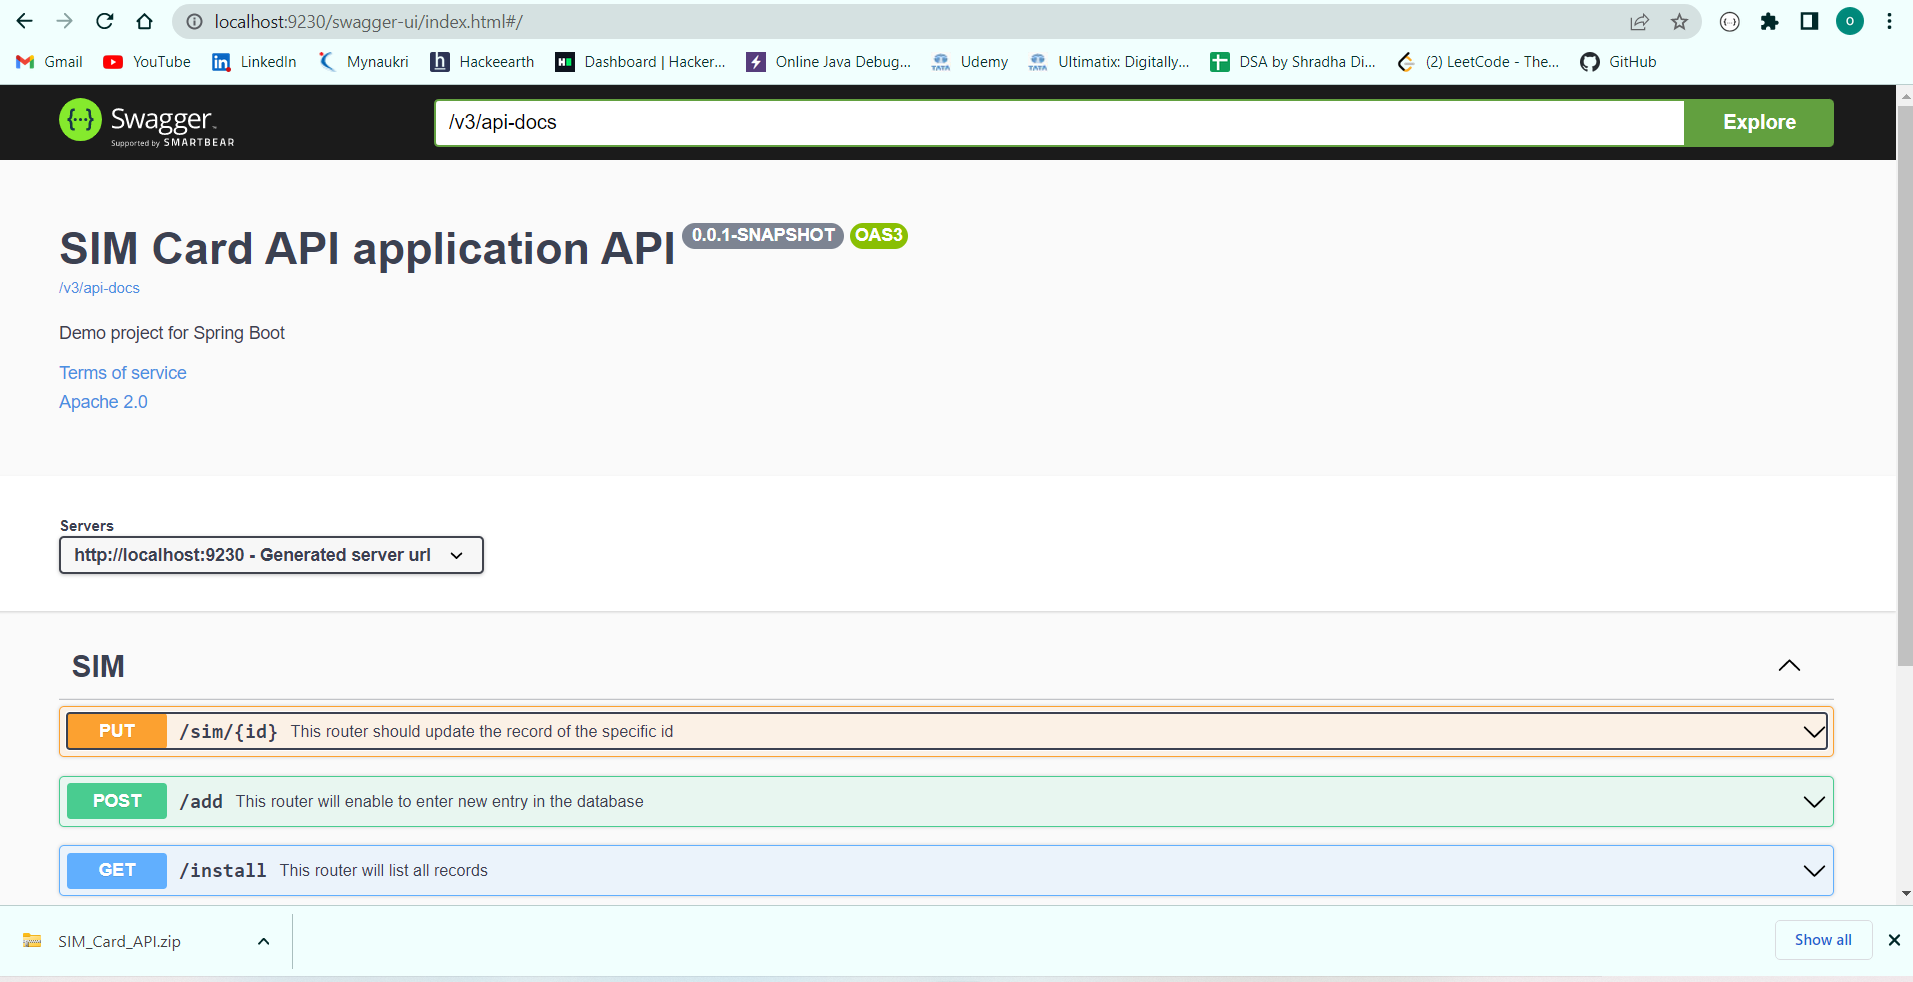 localhost:9230/swagger-ui/index.html#/
O
Gmail YouTube LinkedIn Mynaukri Hackeearth Dashboard | Hacker... Online Java Debug... Udemy Ultimatix: Digitally... DSA by Shradha Di... (2) LeetCode - The... GitHub
Swagger
Supported by SMARTBEAR
/v3/api-docs
Explore
SIM Card API application API 0.0.1-SNAPSHOT OAS3
/v3/api-docs
Demo project for Spring Boot
Terms of service
Apache 2.0
Servers
http://localhost:9230 - Generated server url
SIM
PUT /sim/{id} This router should update the record of the specific id
POST /add This router will enable to enter new entry in the database
GET /install This router will list all records
SIM_Card_API.zip
Show all